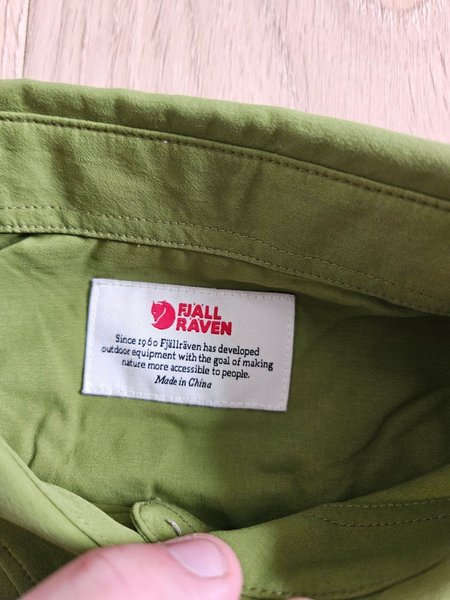 FJÄLL
RÄVEN
Since 1960 Fjällräven has developed
outdoor equipment with the goal of making
nature more accessible to people.
Made in China